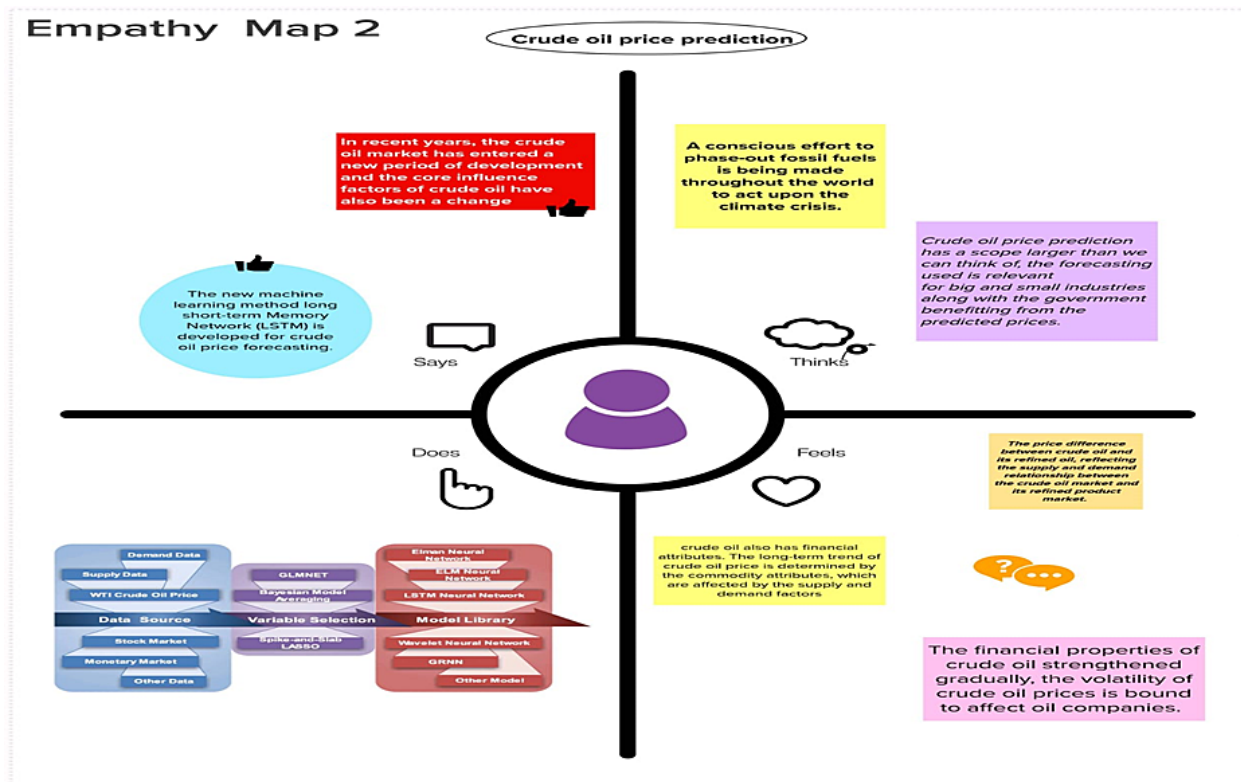 Empathy Map 2
Crude oil price prediction
In recent years, the crude
oil market has entered a
new period of development
and the core influence
factors of crude oil have
also been a change
A conscious effort to
phase-out fossil fuels
is being made
throughout the world
to act upon the
climate crisis.
Crude oil price prediction
has a scope larger than we
can think of, the forecasting
used is relevant
for big and small industries
along with the government
benefitting from the
predicted prices.
The new machine
learning method long
short-term Memory
Network (LSTM) is
developed for crude
oil price forecasting.
Says
Thinks
Does
Feels
The price difference
between crude oil and
its refined oil, reflecting
the supply and demand
relationship between
the crude oil market and
its refined product
market.
crude oil also has financial
attributes. The long-term trend of
crude oil price is determined by
the commodity attributes, which
are affected by the supply and
demand factors
?
The financial properties of
crude oil strengthened
gradually, the volatility of
crude oil prices is bound
to affect oil companies.
Demand Data
Supply Data
WTI Crude Oil Price
Data Source
Stock Market
Monetary Market
Other Data
GLMNET
Bayesian Model
Averaging
Variable Selection
Spike-and-Slab
LASSO
Elman Neural
Network
ELM Neural
Network
LSTM Neural Network
Model Library
Wavelet Neural Network
GRNN
Other Model